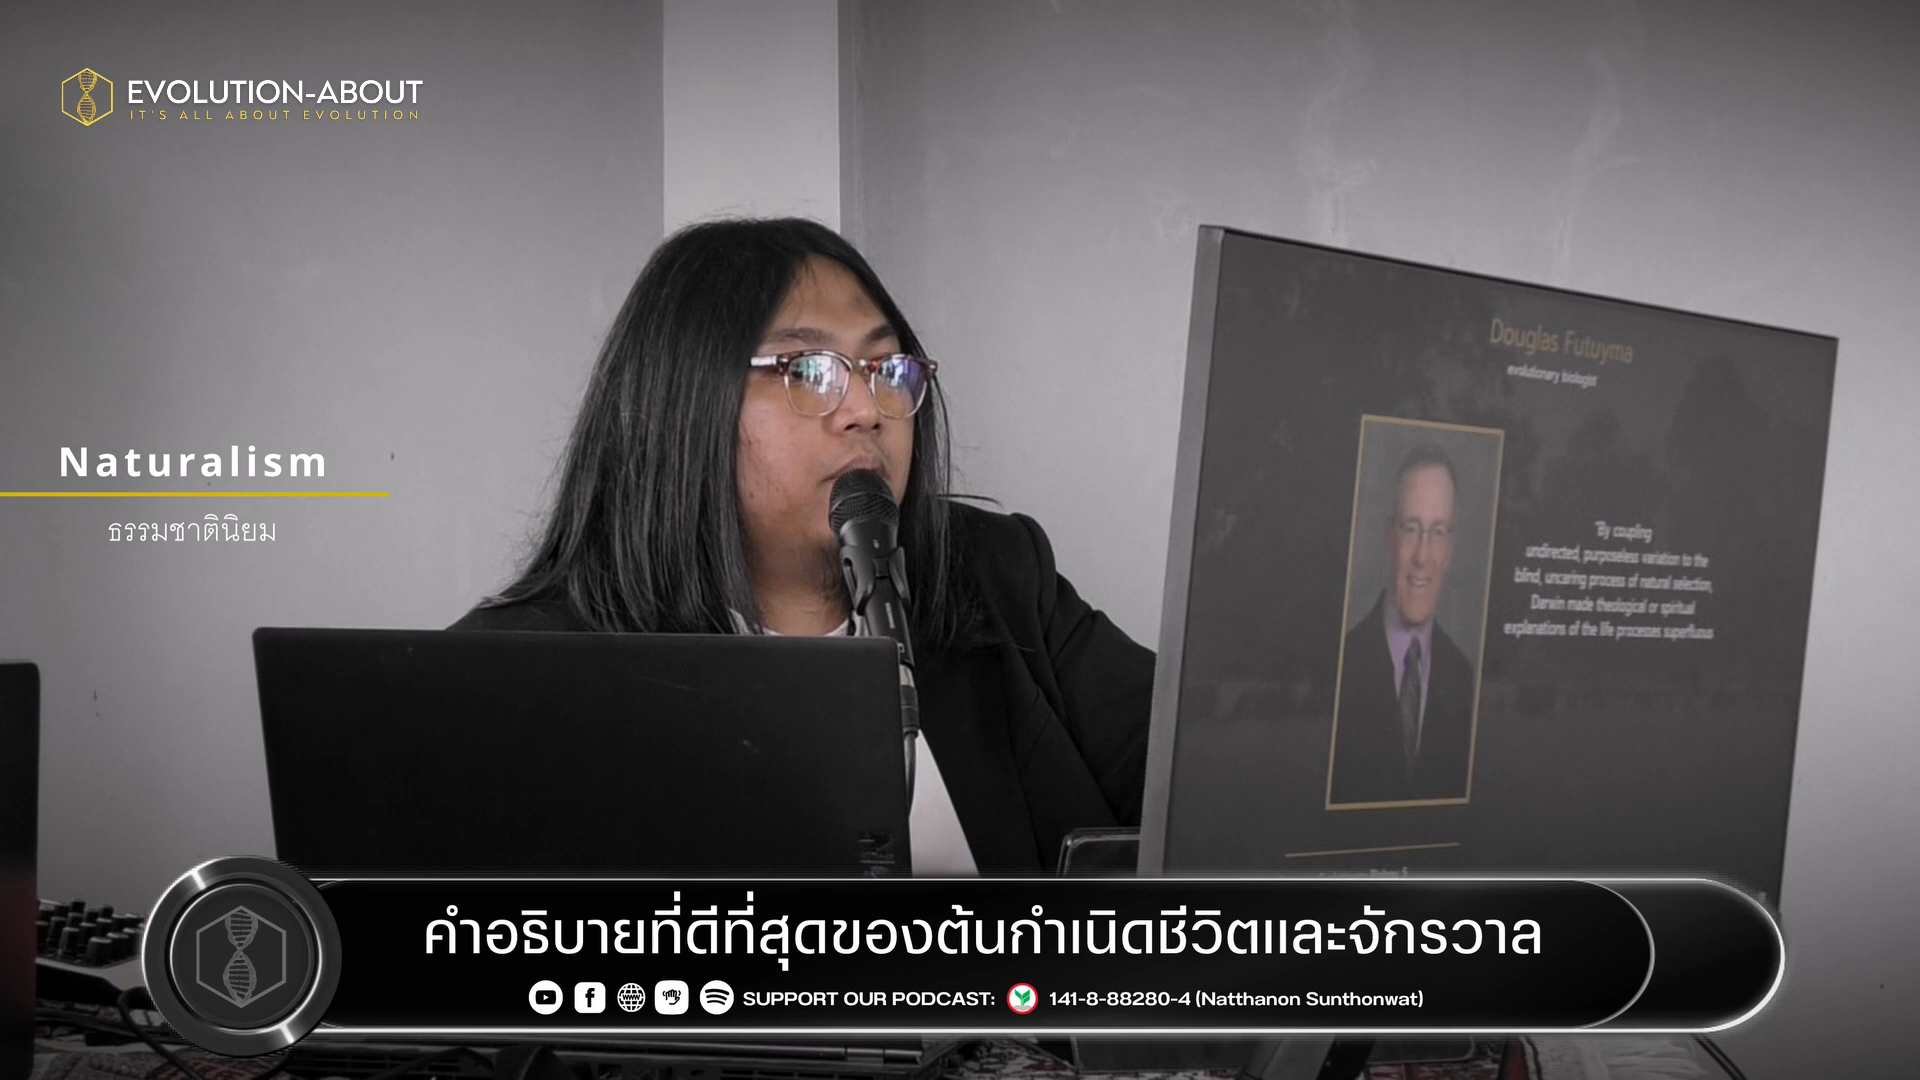 EVOLUTION-ABOUT
IT'S ALL ABOUT EVOLUTION
Naturalism
ธรรมชาตินิยม
Douglas Futuyma
evolutionary biologist
"By coupling
undirected, purposeless variation to the
blind, uncaring process of natural selection,
Darwin made theological or spiritual
explanations of the life processes superfluous
คำอธิบายที่ดีที่สุดของต้นกำเนิดชีวิตและจักรวาล
SUPPORT OUR PODCAST: 141-8-88280-4 (Natthanon Sunthonwat)